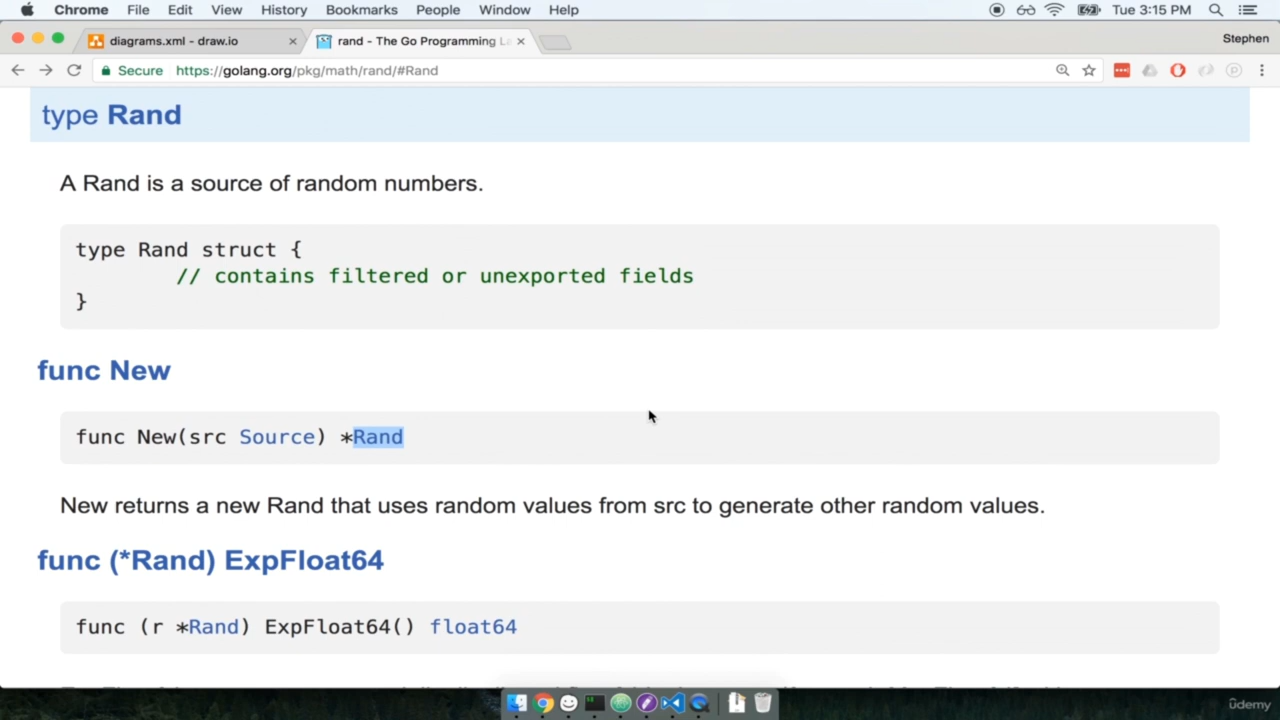 Chrome File Edit View History Bookmarks People Window Help Tue 3:15 PM
diagrams.xml - draw.io rand - The Go Programming La Stephen
Secure https://golang.org/pkg/math/rand/#Rand
type Rand
A Rand is a source of random numbers.
type Rand struct {
// contains filtered or unexported fields
}
func New
func New(src Source) *Rand
New returns a new Rand that uses random values from src to generate other random values.
func (*Rand) ExpFloat64
func (r *Rand) ExpFloat64() float64
ûdemy